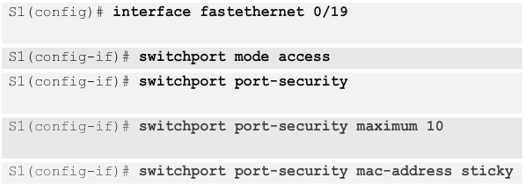 S1(config)# interface fastethernet 0/19
S1(config-if)# switchport mode access
S1(config-if)# switchport port-security
S1(config-if)# switchport port-security maximum 10
S1(config-if)# switchport port-security mac-address sticky